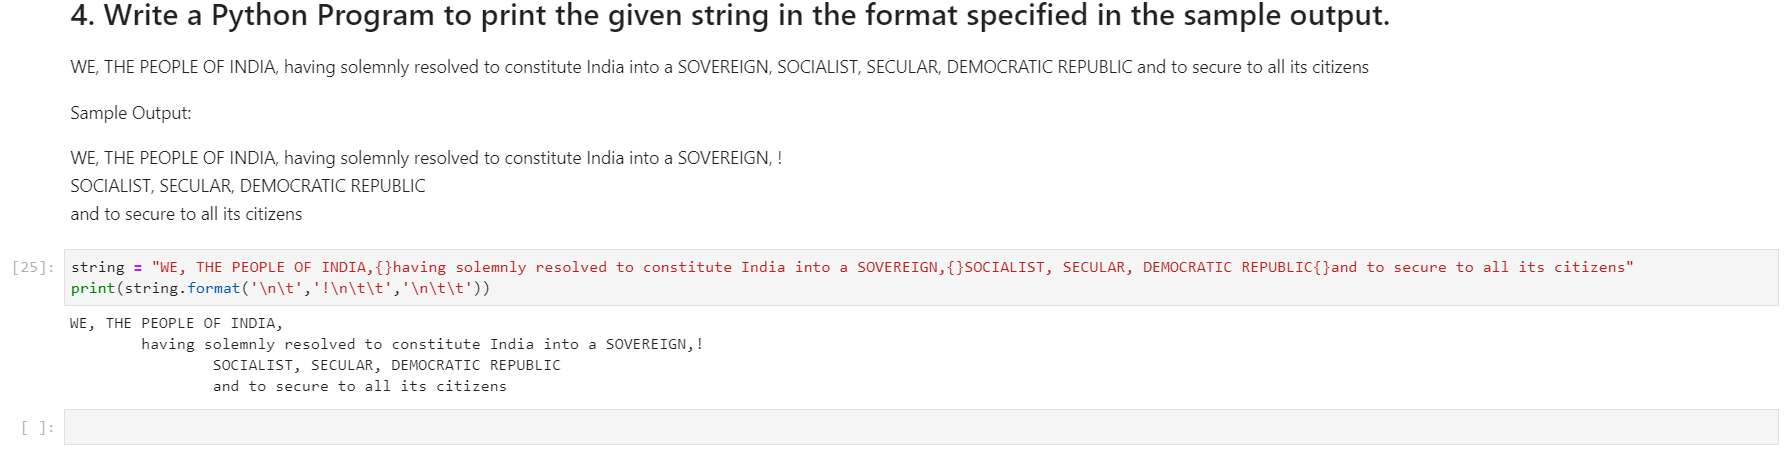 4. Write a Python Program to print the given string in the format specified in the sample output.
WE, THE PEOPLE OF INDIA, having solemnly resolved to constitute India into a SOVEREIGN, SOCIALIST, SECULAR, DEMOCRATIC REPUBLIC and to secure to all its citizens
Sample Output:
WE, THE PEOPLE OF INDIA, having solemnly resolved to constitute India into a SOVEREIGN, !
SOCIALIST, SECULAR, DEMOCRATIC REPUBLIC
and to secure to all its citizens
[25]: string = "WE, THE PEOPLE OF INDIA,{}having solemnly resolved to constitute India into a SOVEREIGN,{}SOCIALIST, SECULAR, DEMOCRATIC REPUBLIC{}and to secure to all its citizens"
print(string.format('\n\t','!\n\t\t','\n\t\t'))
WE, THE PEOPLE OF INDIA,
        having solemnly resolved to constitute India into a SOVEREIGN,!
                SOCIALIST, SECULAR, DEMOCRATIC REPUBLIC
                and to secure to all its citizens
[ ]: